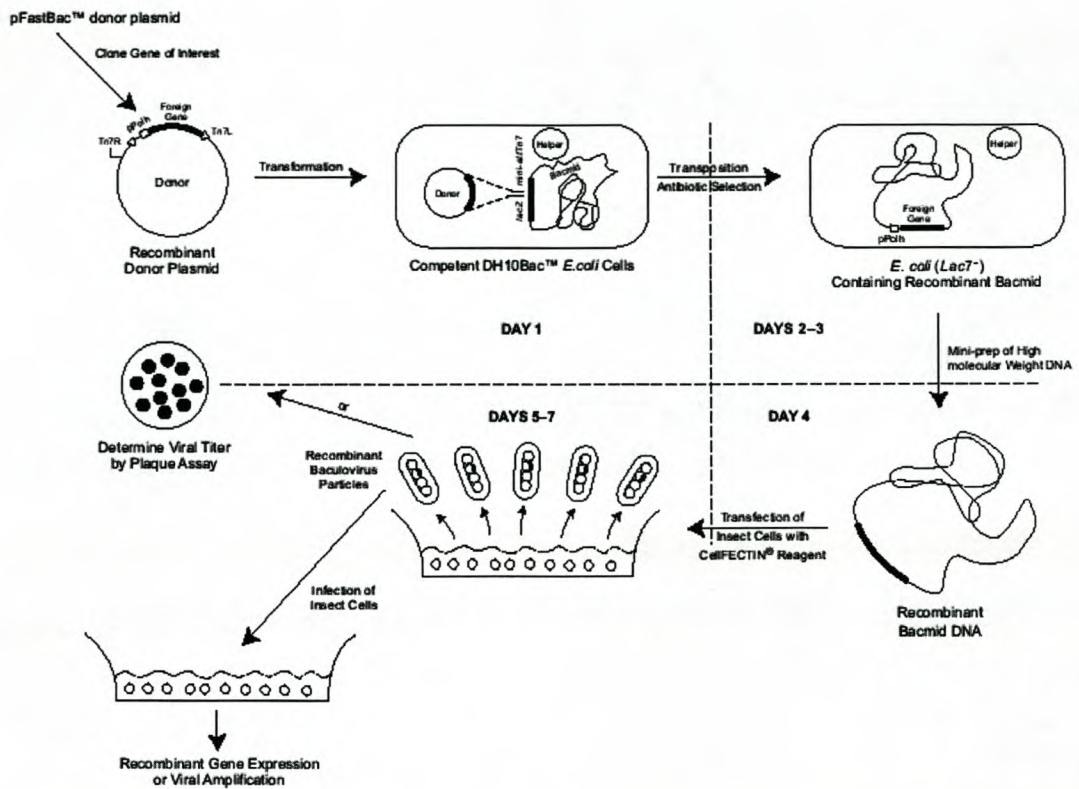 pFastBac™ donor plasmid
Clone Gene of Interest
Foreign
Gene
pPolh
Tn7R
Tn7L
Donor
Recombinant
Donor Plasmid
Transformation
Helper
mini-attTn7
Bacmid
Donor
lacZ
Competent DH10Bac™ E.coli Cells
Transposition
Antibiotic Selection
Helper
Foreign
Gene
pPolh
E. coli (Lac7⁻)
Containing Recombinant Bacmid
DAY 1
DAYS 2–3
Mini-prep of High
molecular Weight DNA
DAYS 5–7
DAY 4
or
Determine Viral Titer
by Plaque Assay
Recombinant
Baculovirus
Particles
Transfection of
Insect Cells with
CellFECTIN® Reagent
Recombinant
Bacmid DNA
Infection of
Insect Cells
Recombinant Gene Expression
or Viral Amplification